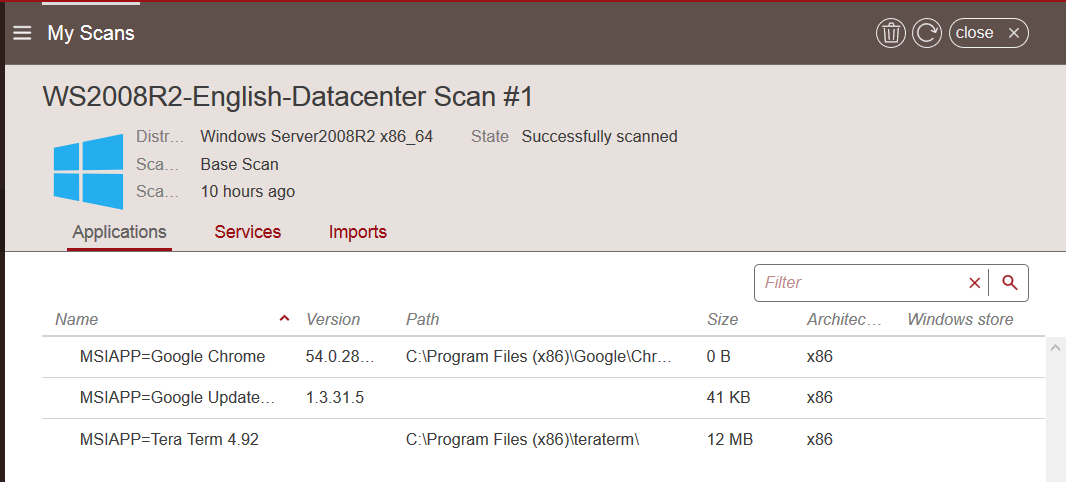 My Scans
close
WS2008R2-English-Datacenter Scan #1
Distr... Windows Server2008R2 x86_64 State Successfully scanned
Sca... Base Scan
Sca... 10 hours ago
Applications Services Imports
Filter
Name Version Path Size Architec... Windows store
MSIAPP=Google Chrome 54.0.28... C:\Program Files (x86)\Google\Chr... 0 B x86
MSIAPP=Google Update... 1.3.31.5 41 KB x86
MSIAPP=Tera Term 4.92 C:\Program Files (x86)\teraterm\ 12 MB x86